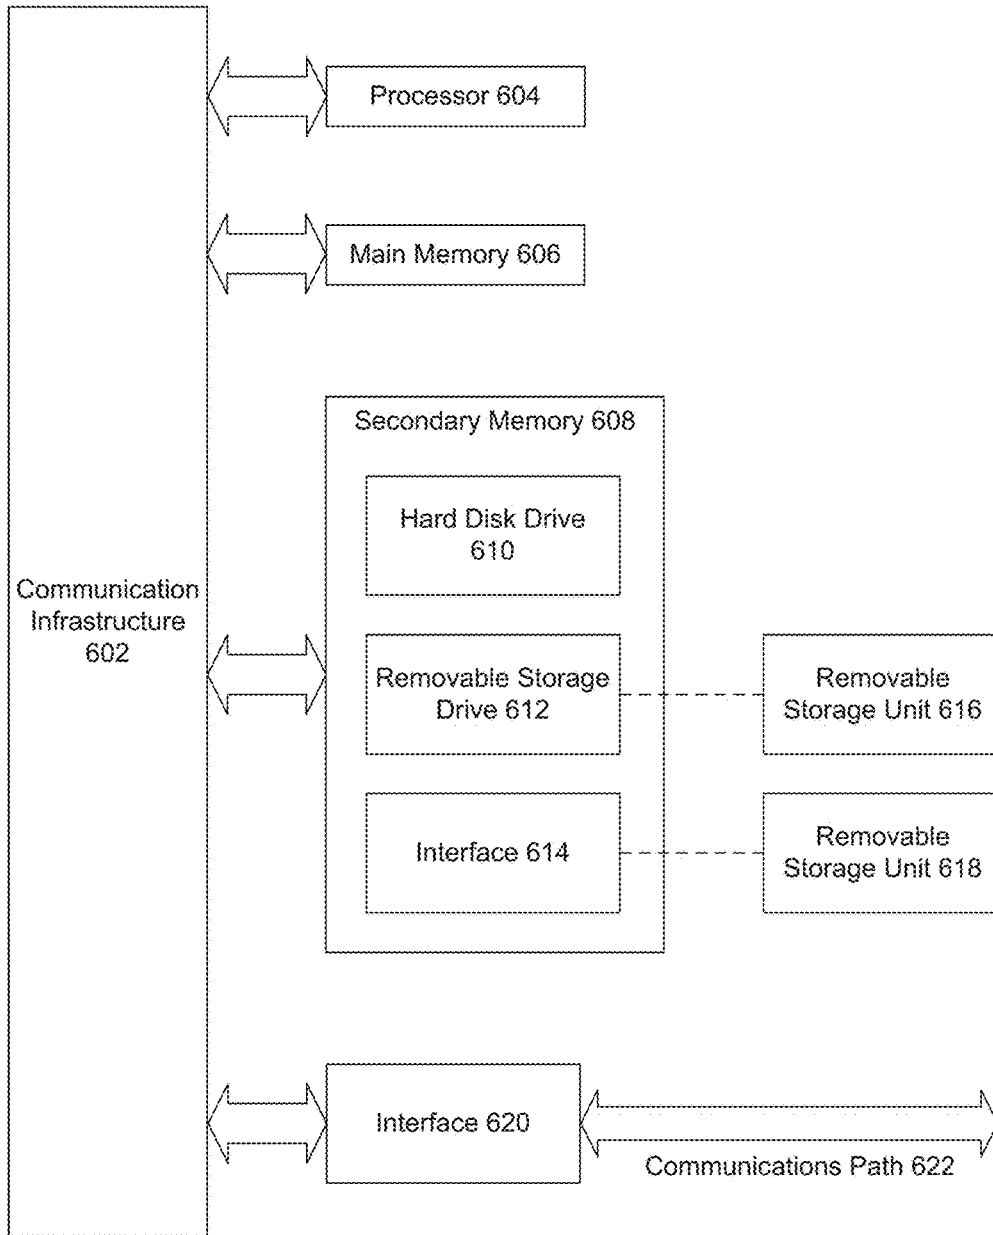 Processor 604
Main Memory 606
Secondary Memory 608
Hard Disk Drive
610
Communication
Infrastructure
602
Removable Storage
Drive 612
Removable
Storage Unit 616
Interface 614
Removable
Storage Unit 618
Interface 620
Communications Path 622